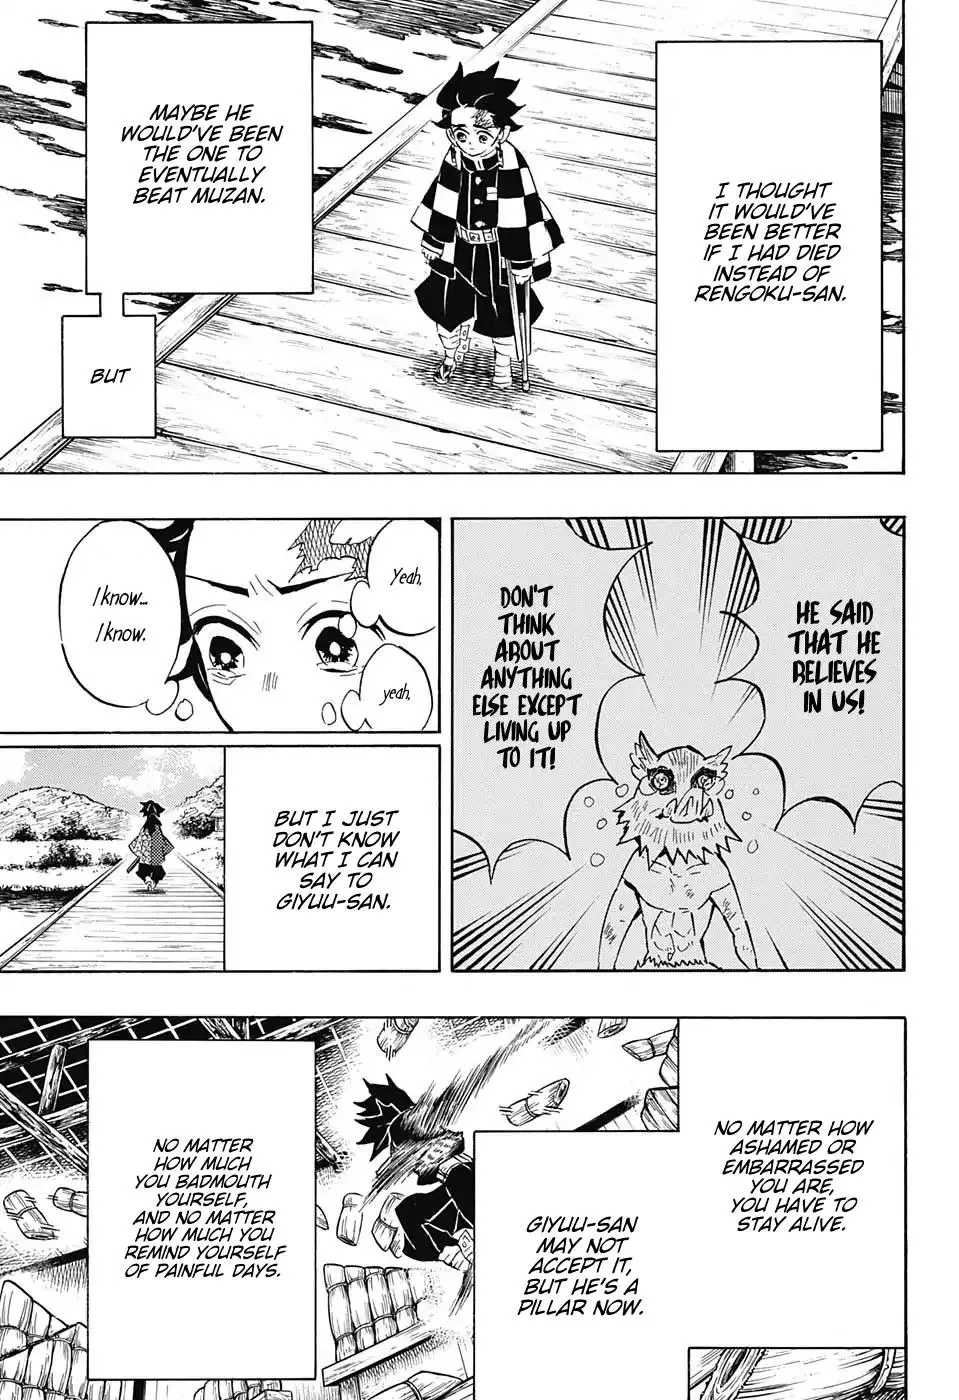 I THOUGHT
IT WOULD'VE
BEEN BETTER
IF I HAD DIED
INSTEAD OF
RENGOKU-SAN.
MAYBE HE
WOULD'VE BEEN
THE ONE TO
EVENTUALLY
BEAT MUZAN.
BUT
HE SAID
THAT HE
BELIEVES
IN US!
DON'T
THINK
ABOUT
ANYTHING
ELSE EXCEPT
LIVING UP
TO IT!
Yeah,
yeah,
I know...
I know.
BUT I JUST
DON'T KNOW
WHAT I CAN
SAY TO
GIYUU-SAN.
NO MATTER HOW
ASHAMED OR
EMBARRASSED
YOU ARE,
YOU HAVE TO
STAY ALIVE.
GIYUU-SAN
MAY NOT
ACCEPT IT,
BUT HE'S A
PILLAR NOW.
NO MATTER
HOW MUCH
YOU BADMOUTH
YOURSELF,
AND NO MATTER
HOW MUCH YOU
REMIND YOURSELF
OF PAINFUL DAYS.